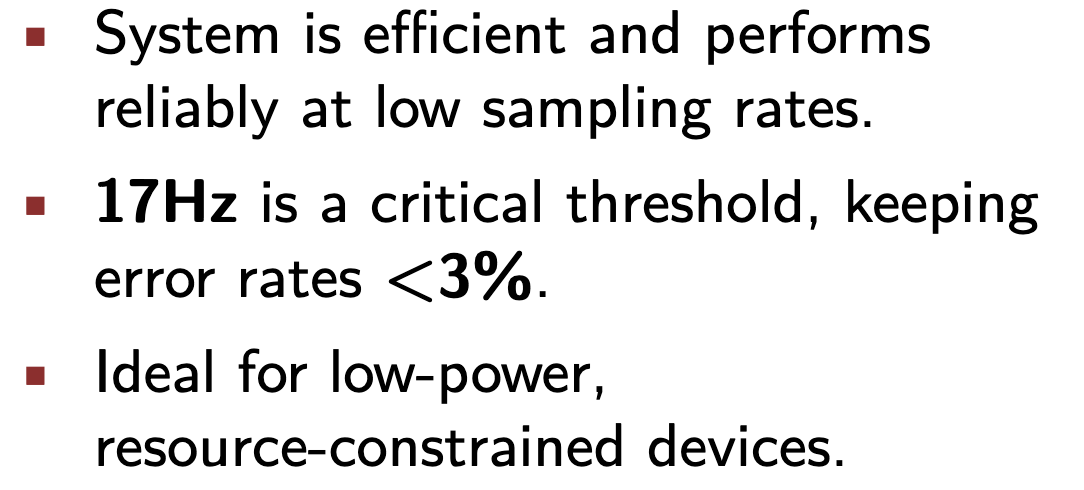 ▪ System is efficient and performs
reliably at low sampling rates.
▪ 17Hz is a critical threshold, keeping
error rates <3%.
▪ Ideal for low-power,
resource-constrained devices.